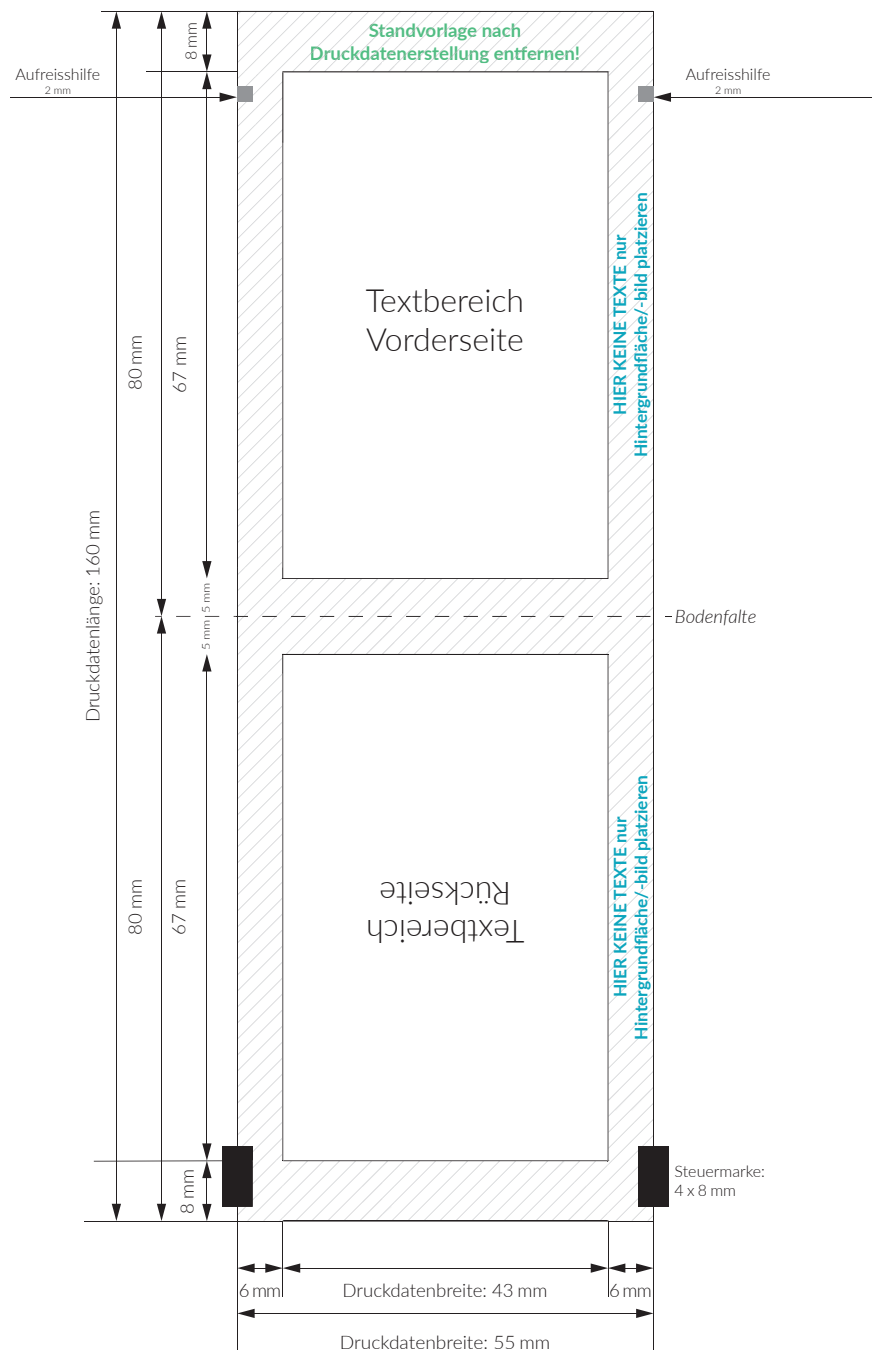 Standvorlage nach
Druckdatenerstellung entfernen!
8 mm
Aufreisshilfe
2 mm
Aufreisshilfe
2 mm
HIER KEINE TEXTE nur
Hintergrundfläche/-bild platzieren
Textbereich
Vorderseite
80 mm
67 mm
Druckdatenlänge: 160 mm
5 mm
5 mm
Bodenfalte
HIER KEINE TEXTE nur
Hintergrundfläche/-bild platzieren
80 mm
67 mm
Textbereich
Rückseite
8 mm
Steuermarke:
4 x 8 mm
6 mm
Druckdatenbreite: 43 mm
6 mm
Druckdatenbreite: 55 mm